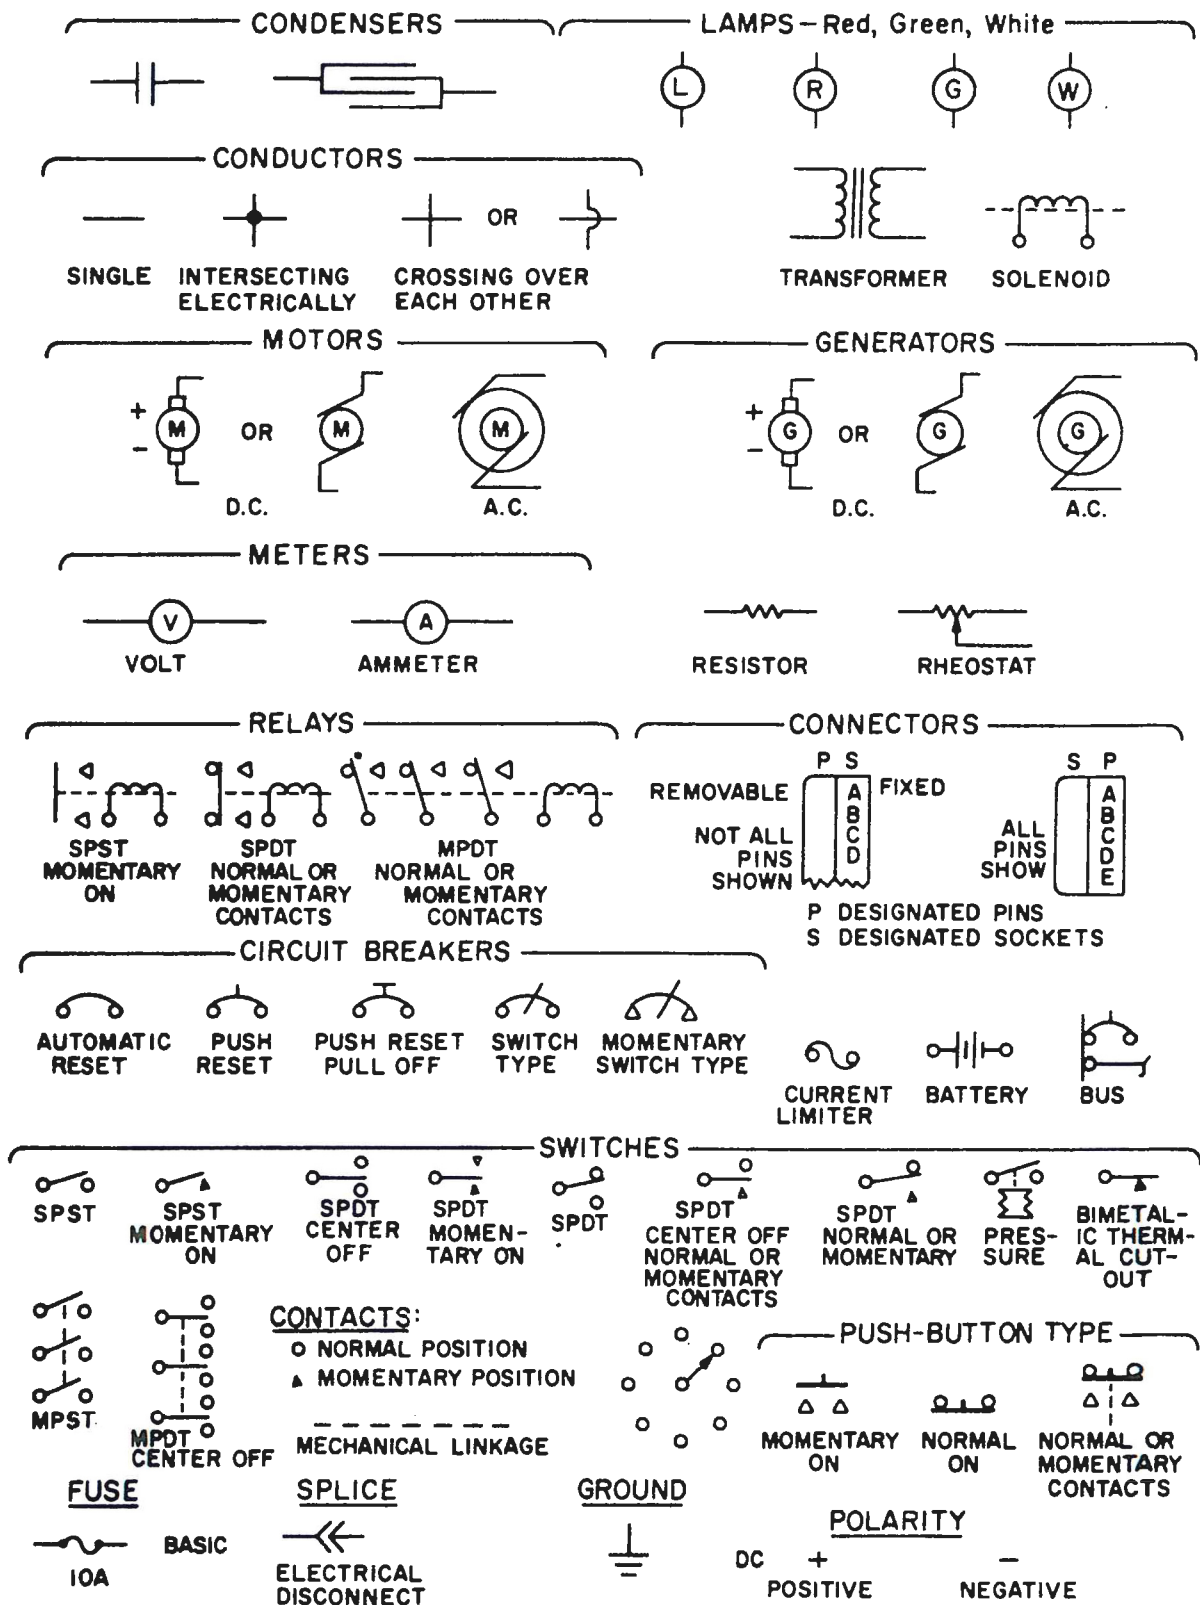 CONDENSERS
LAMPS-Red, Green, White
L R G W
CONDUCTORS
OR
SINGLE
INTERSECTING
ELECTRICALLY
CROSSING OVER
EACH OTHER
TRANSFORMER
SOLENOID
MOTORS
+
-
M
OR
M
M
D.C.
A.C.
GENERATORS
+
-
G
OR
G
G
D.C.
A.C.
METERS
V
A
VOLT
AMMETER
RESISTOR
RHEOSTAT
RELAYS
SPST
MOMENTARY
ON
SPDT
NORMAL OR
MOMENTARY
CONTACTS
MPDT
NORMAL OR
MOMENTARY
CONTACTS
CONNECTORS
P S
REMOVABLE
FIXED
A
B
C
D
NOT ALL
PINS
SHOWN
S P
A
B
C
D
E
ALL
PINS
SHOW
P DESIGNATED PINS
S DESIGNATED SOCKETS
CIRCUIT BREAKERS
AUTOMATIC
RESET
PUSH
RESET
PUSH RESET
PULL OFF
SWITCH
TYPE
MOMENTARY
SWITCH TYPE
CURRENT
LIMITER
BATTERY
BUS
SWITCHES
SPST
SPST
MOMENTARY
ON
SPDT
CENTER
OFF
SPDT
MOMEN-
TARY ON
SPDT
SPDT
CENTER OFF
NORMAL OR
MOMENTARY
CONTACTS
SPDT
NORMAL OR
MOMENTARY
PRES-
SURE
BIMETAL-
IC THERM-
AL CUT-
OUT
MPST
MPDT
CENTER OFF
CONTACTS:
NORMAL POSITION
MOMENTARY POSITION
MECHANICAL LINKAGE
PUSH-BUTTON TYPE
MOMENTARY
ON
NORMAL
ON
NORMAL OR
MOMENTARY
CONTACTS
FUSE
10A
BASIC
SPLICE
ELECTRICAL
DISCONNECT
GROUND
POLARITY
DC + -
POSITIVE
NEGATIVE